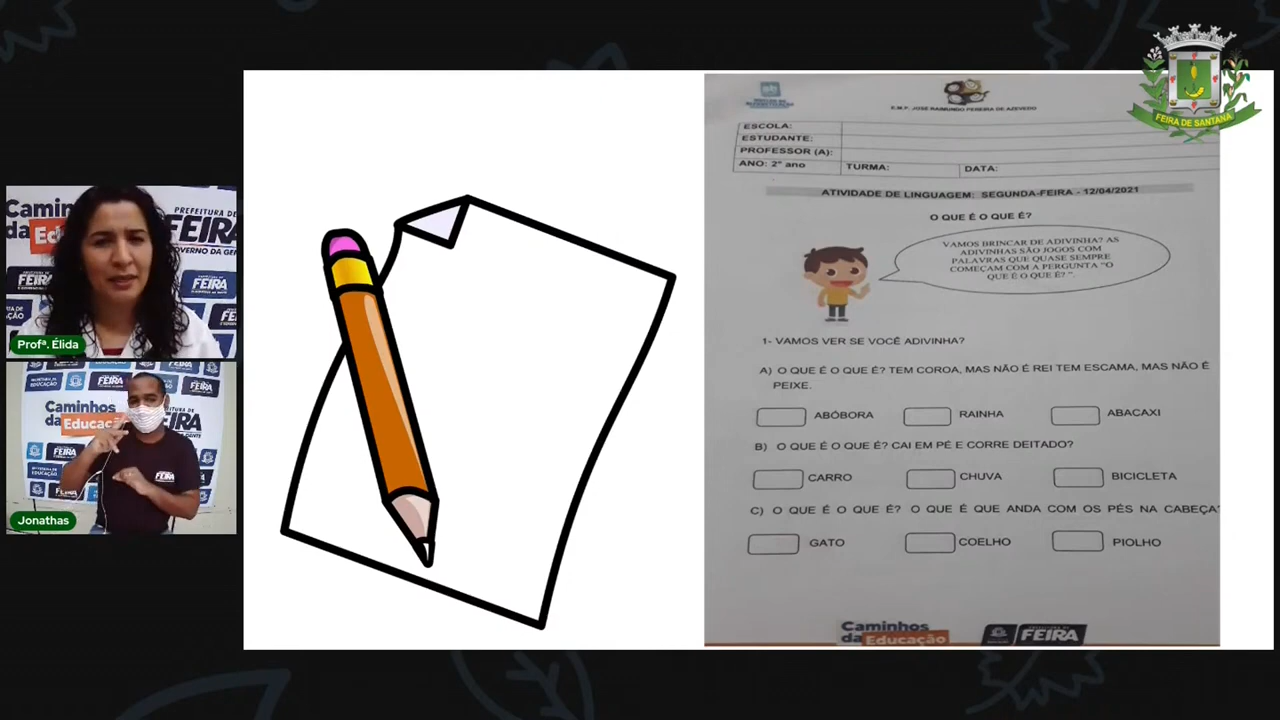 FEIRA DE SANTANA
Caminhos
da Educação
PREFEITURA DE
FEIRA
Profª. Élida
Caminhos
da Educação
FEIRA
Jonathas
E.M.P. JOSÉ RAIMUNDO PEREIRA DE AZEVEDO
ESCOLA:
ESTUDANTE:
PROFESSOR (A):
ANO: 2° ano TURMA: DATA:
ATIVIDADE DE LINGUAGEM: SEGUNDA-FEIRA - 12/04/2021
O QUE É O QUE É?
VAMOS BRINCAR DE ADIVINHA? AS
ADIVINHAS SÃO JOGOS COM
PALAVRAS QUE QUASE SEMPRE
COMEÇAM COM A PERGUNTA "O
QUE É O QUE É? ".
1- VAMOS VER SE VOCÊ ADIVINHA?
A) O QUE É O QUE É? TEM COROA, MAS NÃO É REI TEM ESCAMA, MAS NÃO É
PEIXE.
ABÓBORA RAINHA ABACAXI
B) O QUE É O QUE É? CAI EM PÉ E CORRE DEITADO?
CARRO CHUVA BICICLETA
C) O QUE É O QUE É? O QUE É QUE ANDA COM OS PÉS NA CABEÇA?
GATO COELHO PIOLHO
Caminhos
da Educação
FEIRA